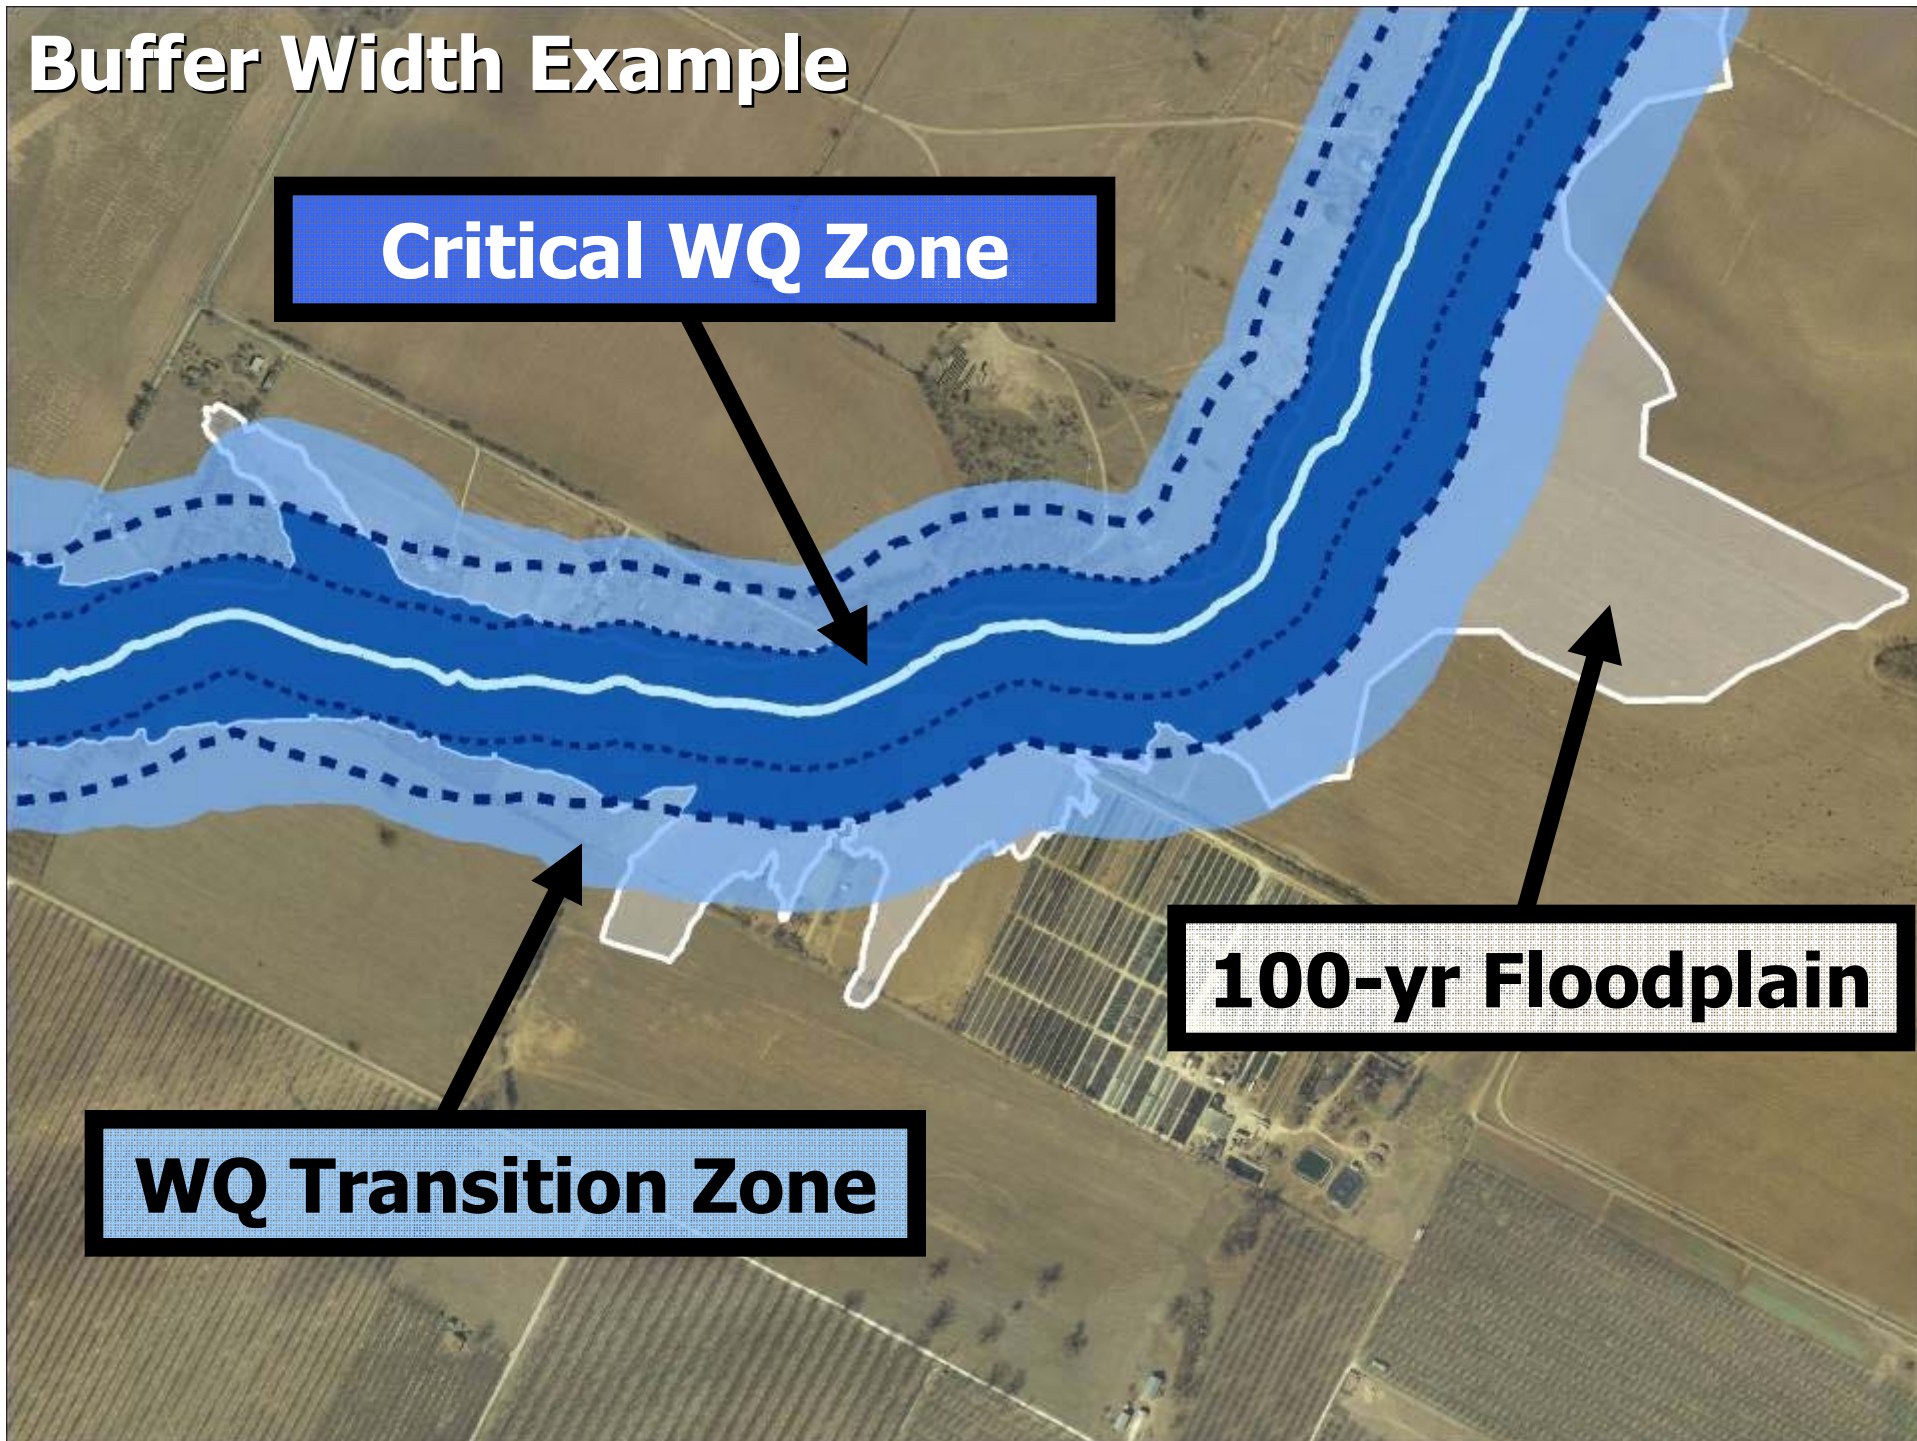 Buffer Width Example
Critical WQ Zone
100-yr Floodplain
WQ Transition Zone